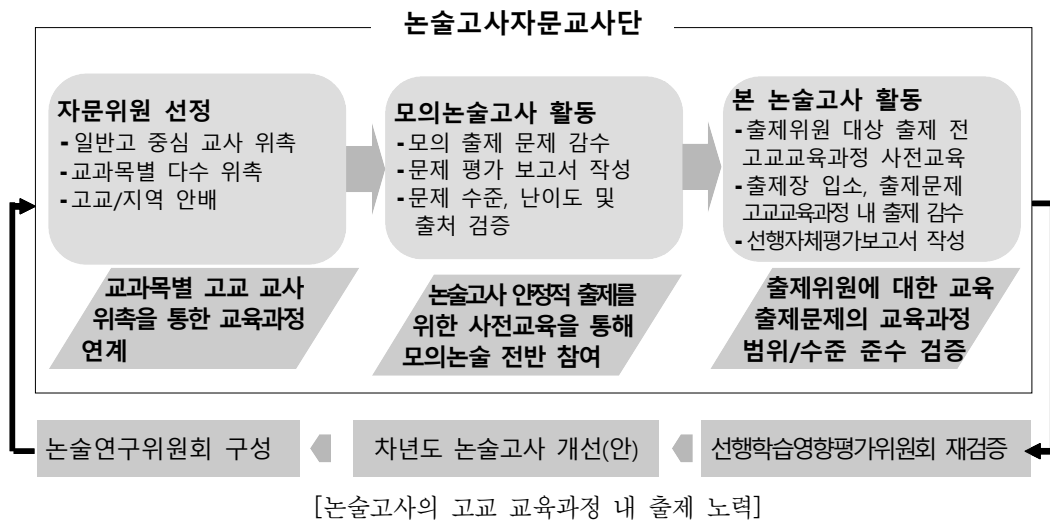 논술고사자문교사단
자문위원 선정
- 일반고 중심 교사 위촉
- 교과목별 다수 위촉
- 고교/지역 안배
모의논술고사 활동
- 모의 출제 문제 감수
- 문제 평가 보고서 작성
- 문제 수준, 난이도 및
출처 검증
본 논술고사 활동
- 출제위원 대상 출제 전
고교교육과정 사전교육
- 출제장 입소, 출제문제
고교교육과정 내 출제 감수
- 선행자체평가보고서 작성
교과목별 고교 교사
위촉을 통한 교육과정
연계
논술고사 안정적 출제를
위한 사전교육을 통해
모의논술 전반 참여
출제위원에 대한 교육
출제문제의 교육과정
범위/수준 준수 검증
논술연구위원회 구성
차년도 논술고사 개선(안)
선행학습영향평가위원회 재검증
[논술고사의 고교 교육과정 내 출제 노력]